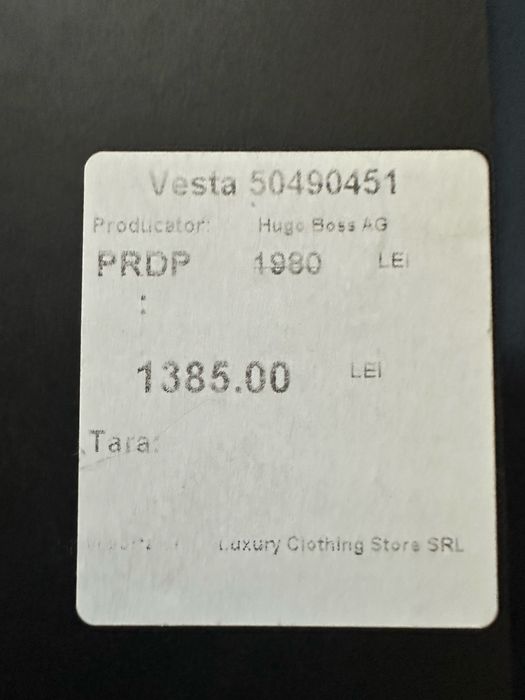 Vesta 50490451
Producator: Hugo Boss AG
PRDP 1980 LEI
:
1385.00 LEI
Tara:
Luxury Clothing Store SRL